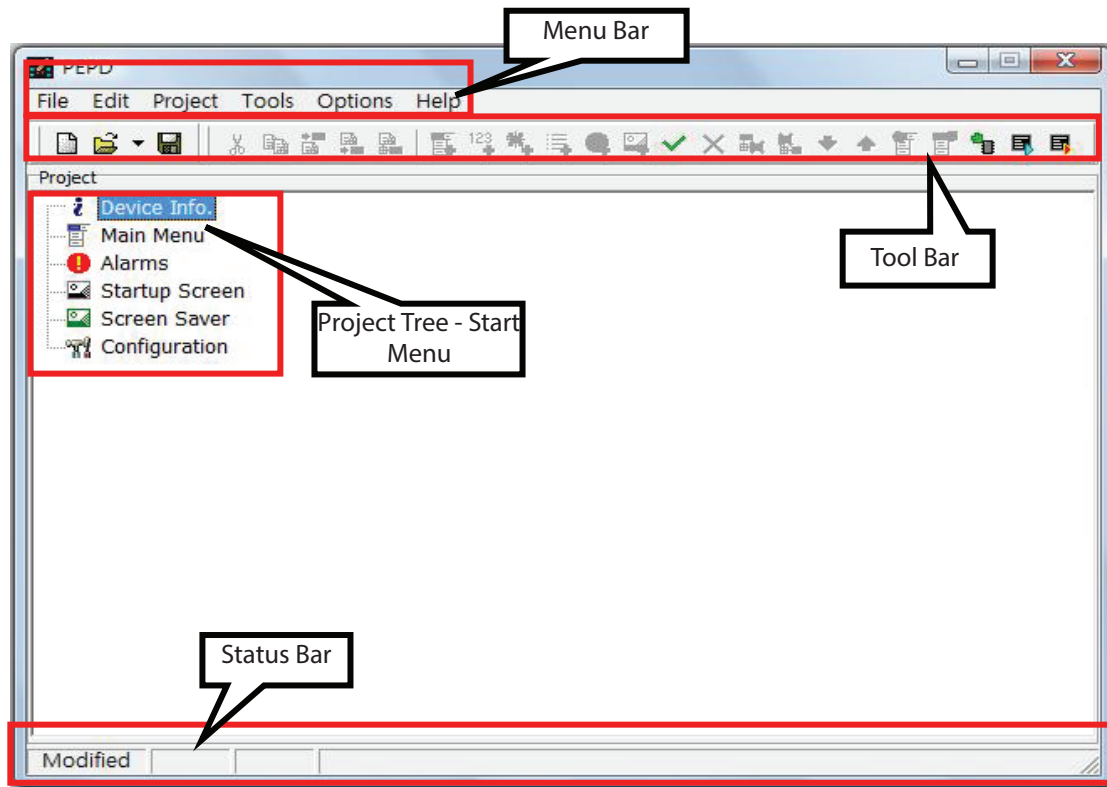 Menu Bar
PEPD
File Edit Project Tools Options Help
123
Project
Device Info.
Main Menu
Alarms
Startup Screen
Screen Saver
Configuration
Tool Bar
Project Tree - Start
Menu
Status Bar
Modified